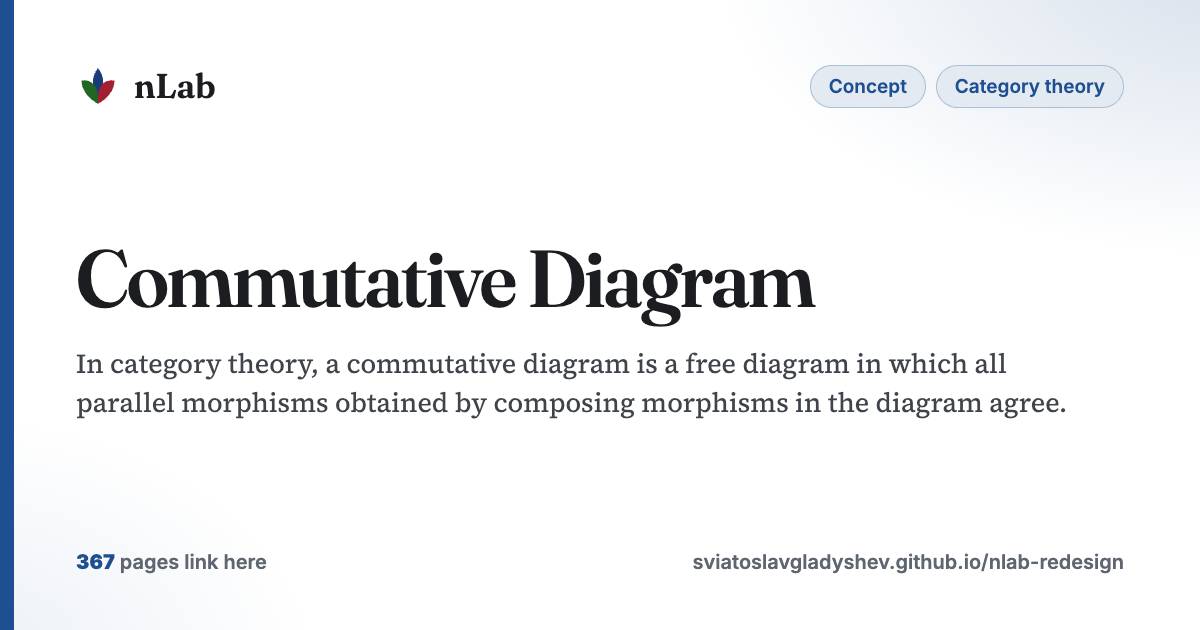 nLab
Concept
Category theory
Commutative Diagram
In category theory, a commutative diagram is a free diagram in which all
parallel morphisms obtained by composing morphisms in the diagram agree.
367 pages link here
sviatoslavgladyshev.github.io/nlab-redesign